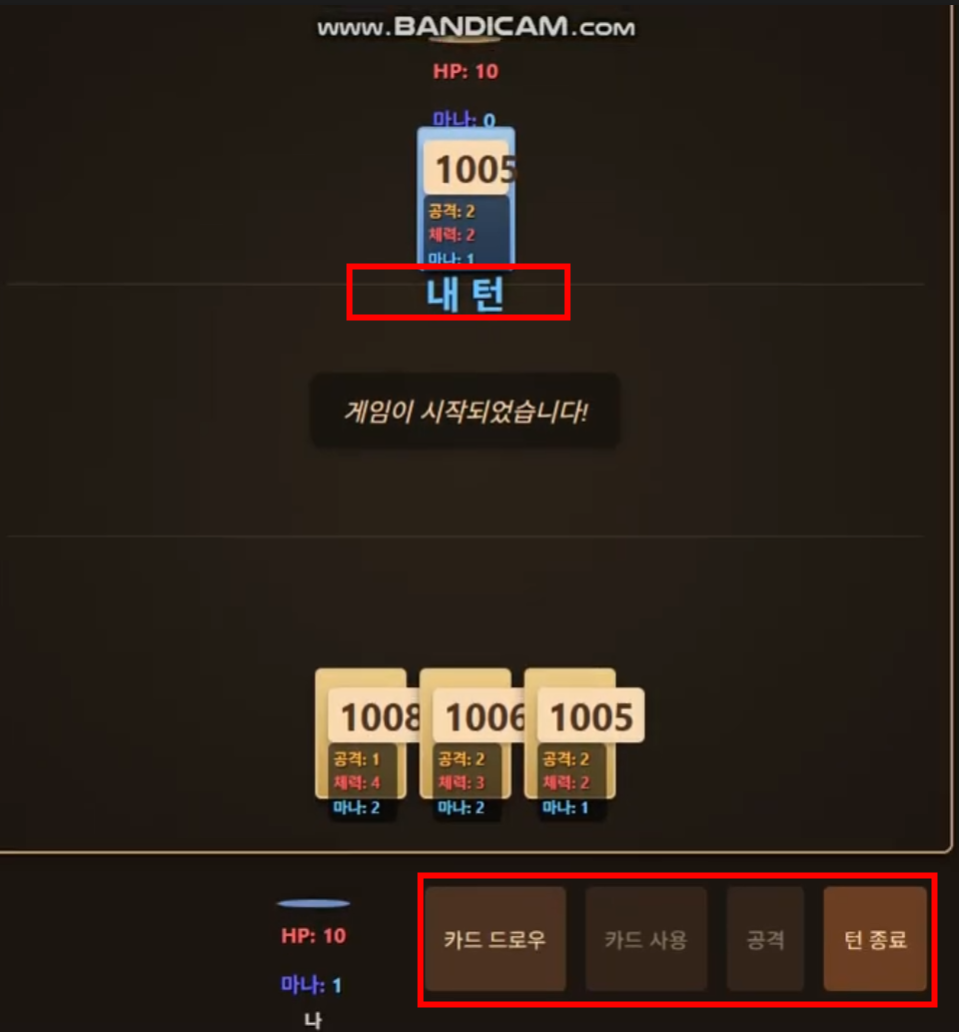 www.BANDICAM.com
HP: 10
마나: 0
1005
공격: 2
체력: 2
마나: 1
내 턴
게임이 시작되었습니다!
1008 1006 1005
공격: 1 공격: 2 공격: 2
체력: 4 체력: 3 체력: 2
마나: 2 마나: 2 마나: 1
카드 드로우 카드 사용 공격 턴 종료
HP: 10
마나: 1
나